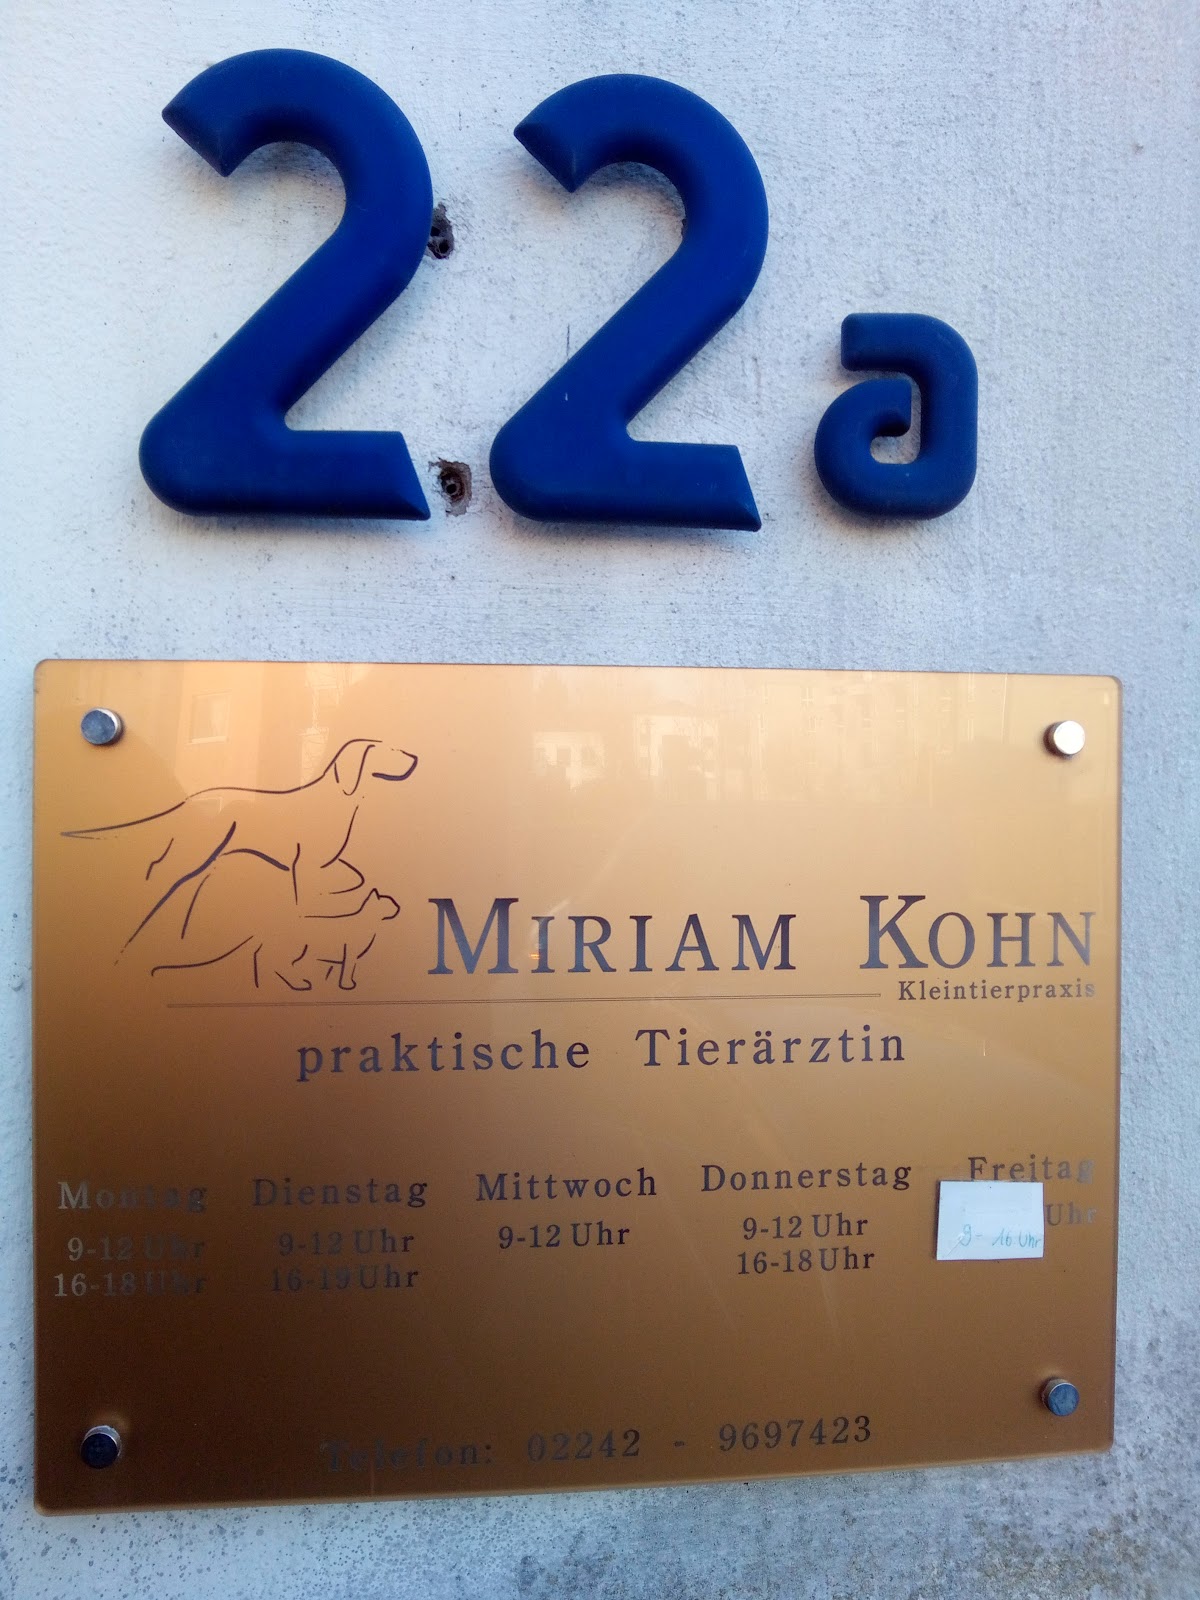 22a
MIRIAM KOHN
Kleintierpraxis
praktische Tierärztin
Montag Dienstag Mittwoch Donnerstag Freitag
9-12 Uhr 9-12 Uhr 9-12 Uhr 9-12 Uhr 9- 16 Uhr Uhr
16-18 Uhr 16-19 Uhr 16-18 Uhr
Telefon: 02242 - 9697423